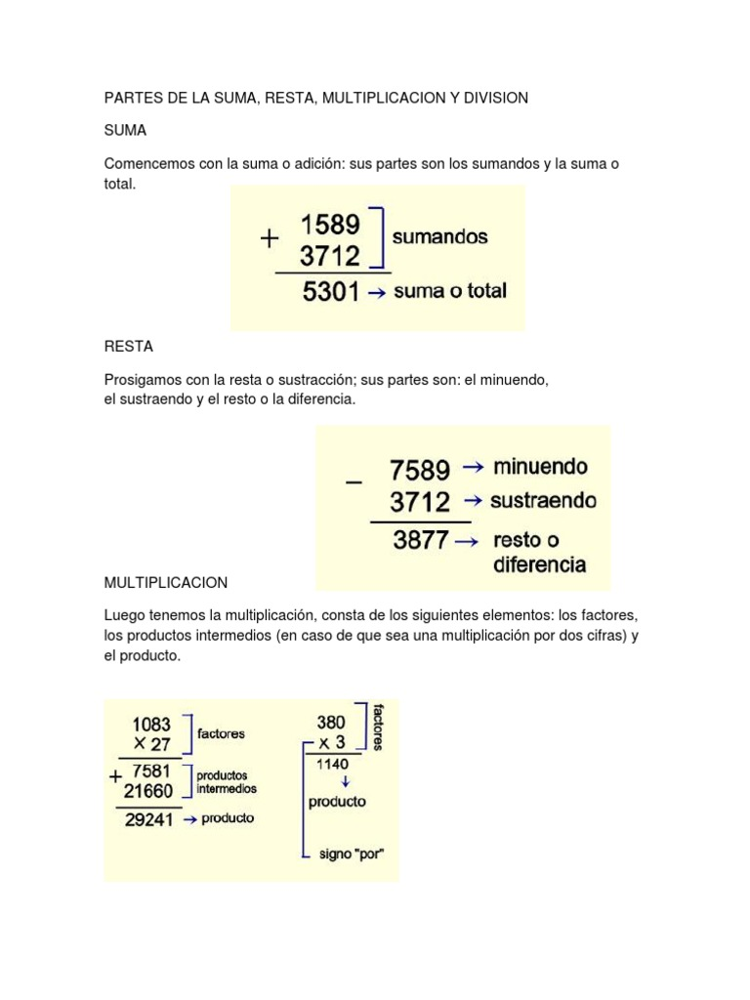 PARTES DE LA SUMA, RESTA, MULTIPLICACION Y DIVISION
SUMA
Comencemos con la suma o adición: sus partes son los sumandos y la suma o
total.
+ 1589
3712
sumandos
5301 → suma o total
RESTA
Prosigamos con la resta o sustracción; sus partes son: el minuendo,
el sustraendo y el resto o la diferencia.
− 7589 → minuendo
3712 → sustraendo
3877 → resto o
diferencia
MULTIPLICACION
Luego tenemos la multiplicación, consta de los siguientes elementos: los factores,
los productos intermedios (en caso de que sea una multiplicación por dos cifras) y
el producto.
1083
X 27
factores
+ 7581
21660
productos
intermedios
29241 → producto
380
x 3
factores
1140
↓
producto
signo "por"